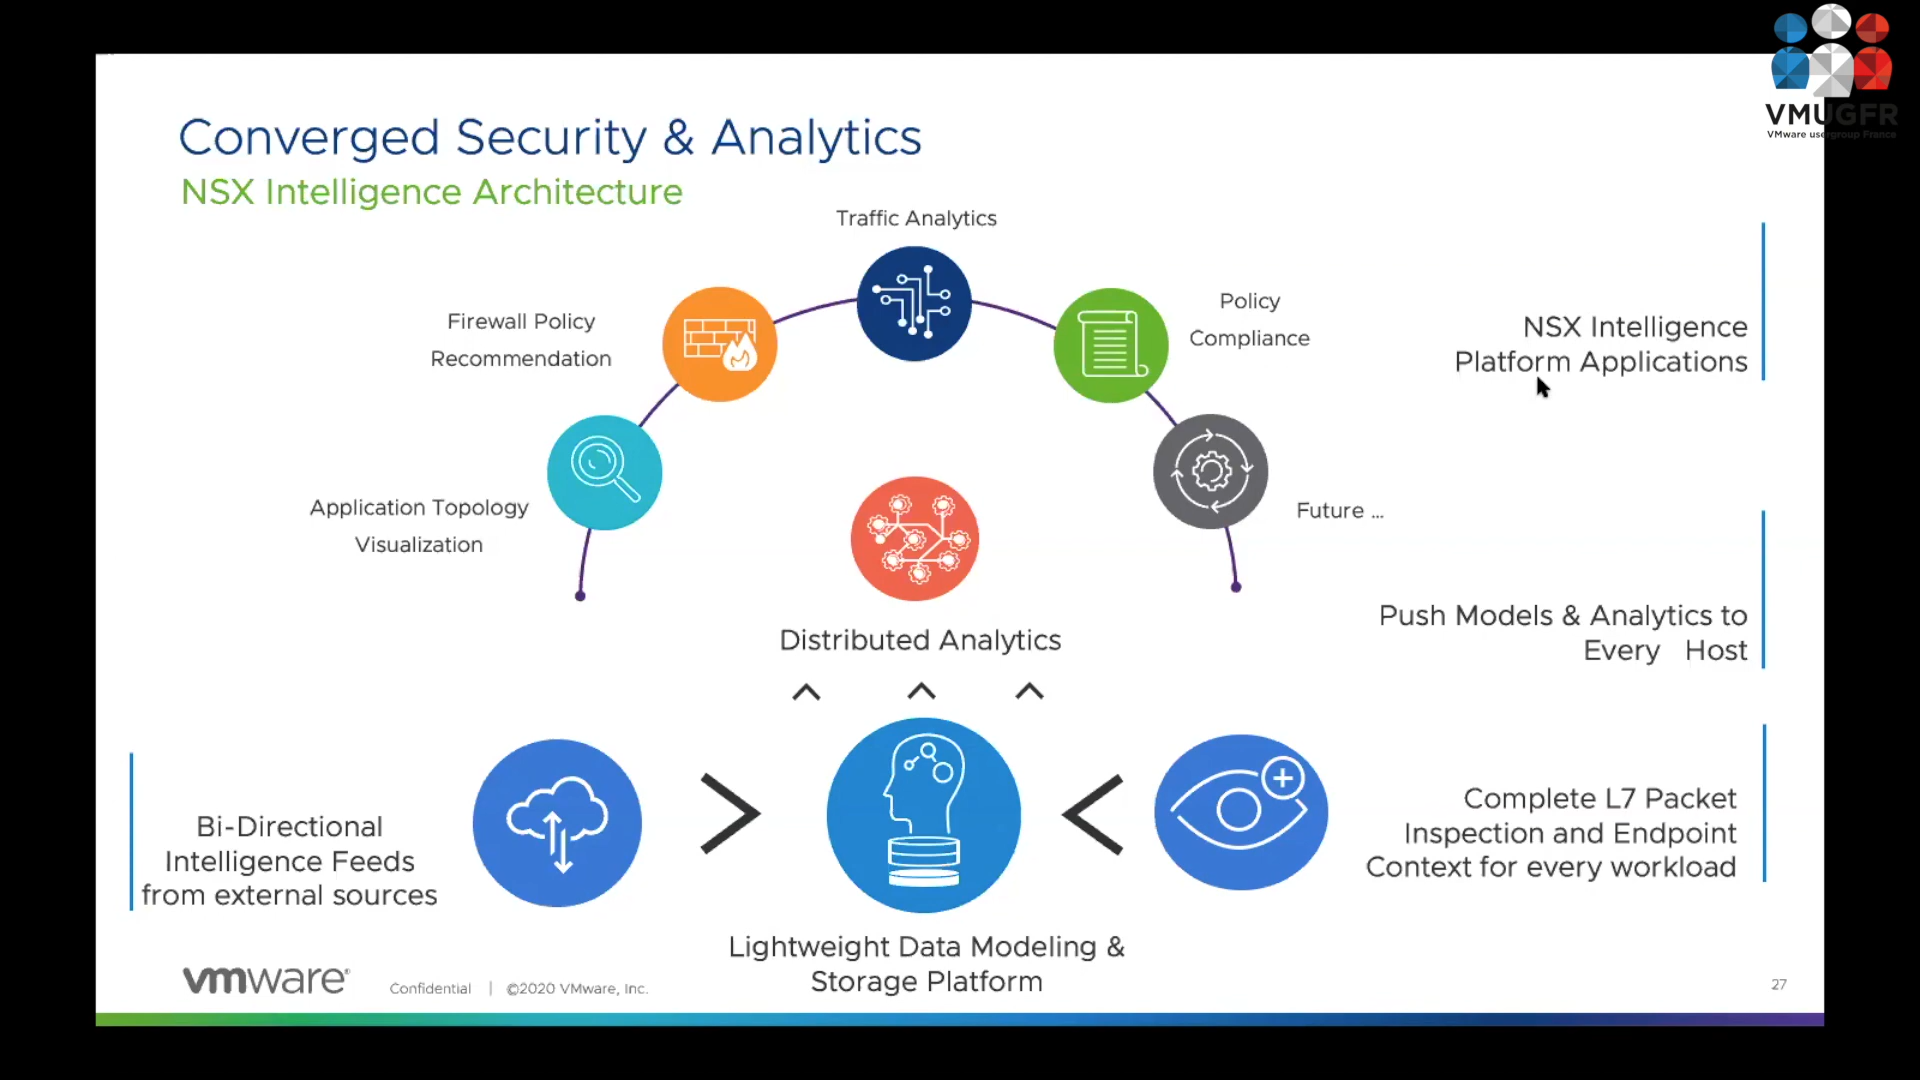 VMUGFR
VMware usergroup France
Converged Security & Analytics
NSX Intelligence Architecture
Traffic Analytics
Firewall Policy
Recommendation
Policy
Compliance
NSX Intelligence
Platform Applications
Application Topology
Visualization
Future ...
Distributed Analytics
Push Models & Analytics to
Every Host
Bi-Directional
Intelligence Feeds
from external sources
Complete L7 Packet
Inspection and Endpoint
Context for every workload
Lightweight Data Modeling &
Storage Platform
vmware®
Confidential | ©2020 VMware, Inc.
27